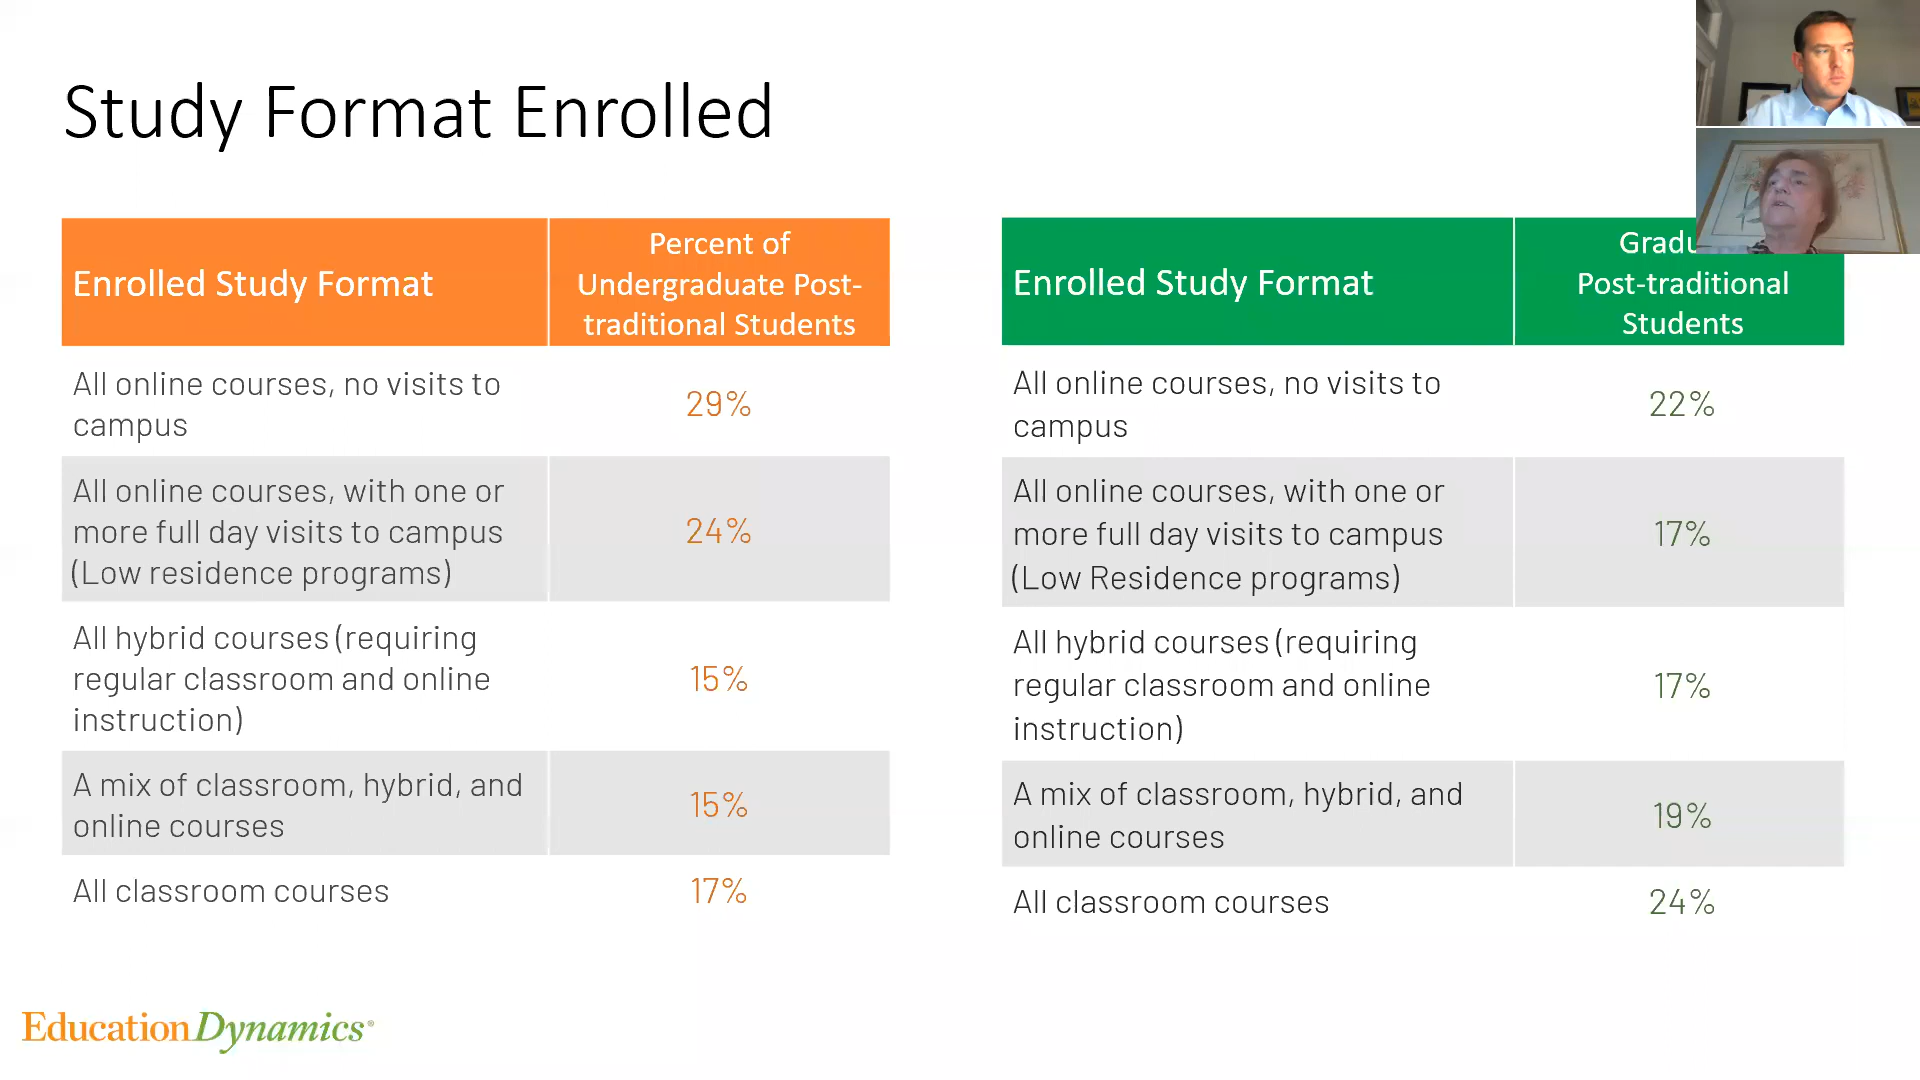 Study Format Enrolled
Enrolled Study Format
Percent of
Undergraduate Post-
traditional Students
All online courses, no visits to
campus
29%
All online courses, with one or
more full day visits to campus
(Low residence programs)
24%
All hybrid courses (requiring
regular classroom and online
instruction)
15%
A mix of classroom, hybrid, and
online courses
15%
All classroom courses
17%
Enrolled Study Format
Post-traditional
Students
All online courses, no visits to
campus
22%
All online courses, with one or
more full day visits to campus
(Low Residence programs)
17%
All hybrid courses (requiring
regular classroom and online
instruction)
17%
A mix of classroom, hybrid, and
online courses
19%
All classroom courses
24%
EducationDynamics®